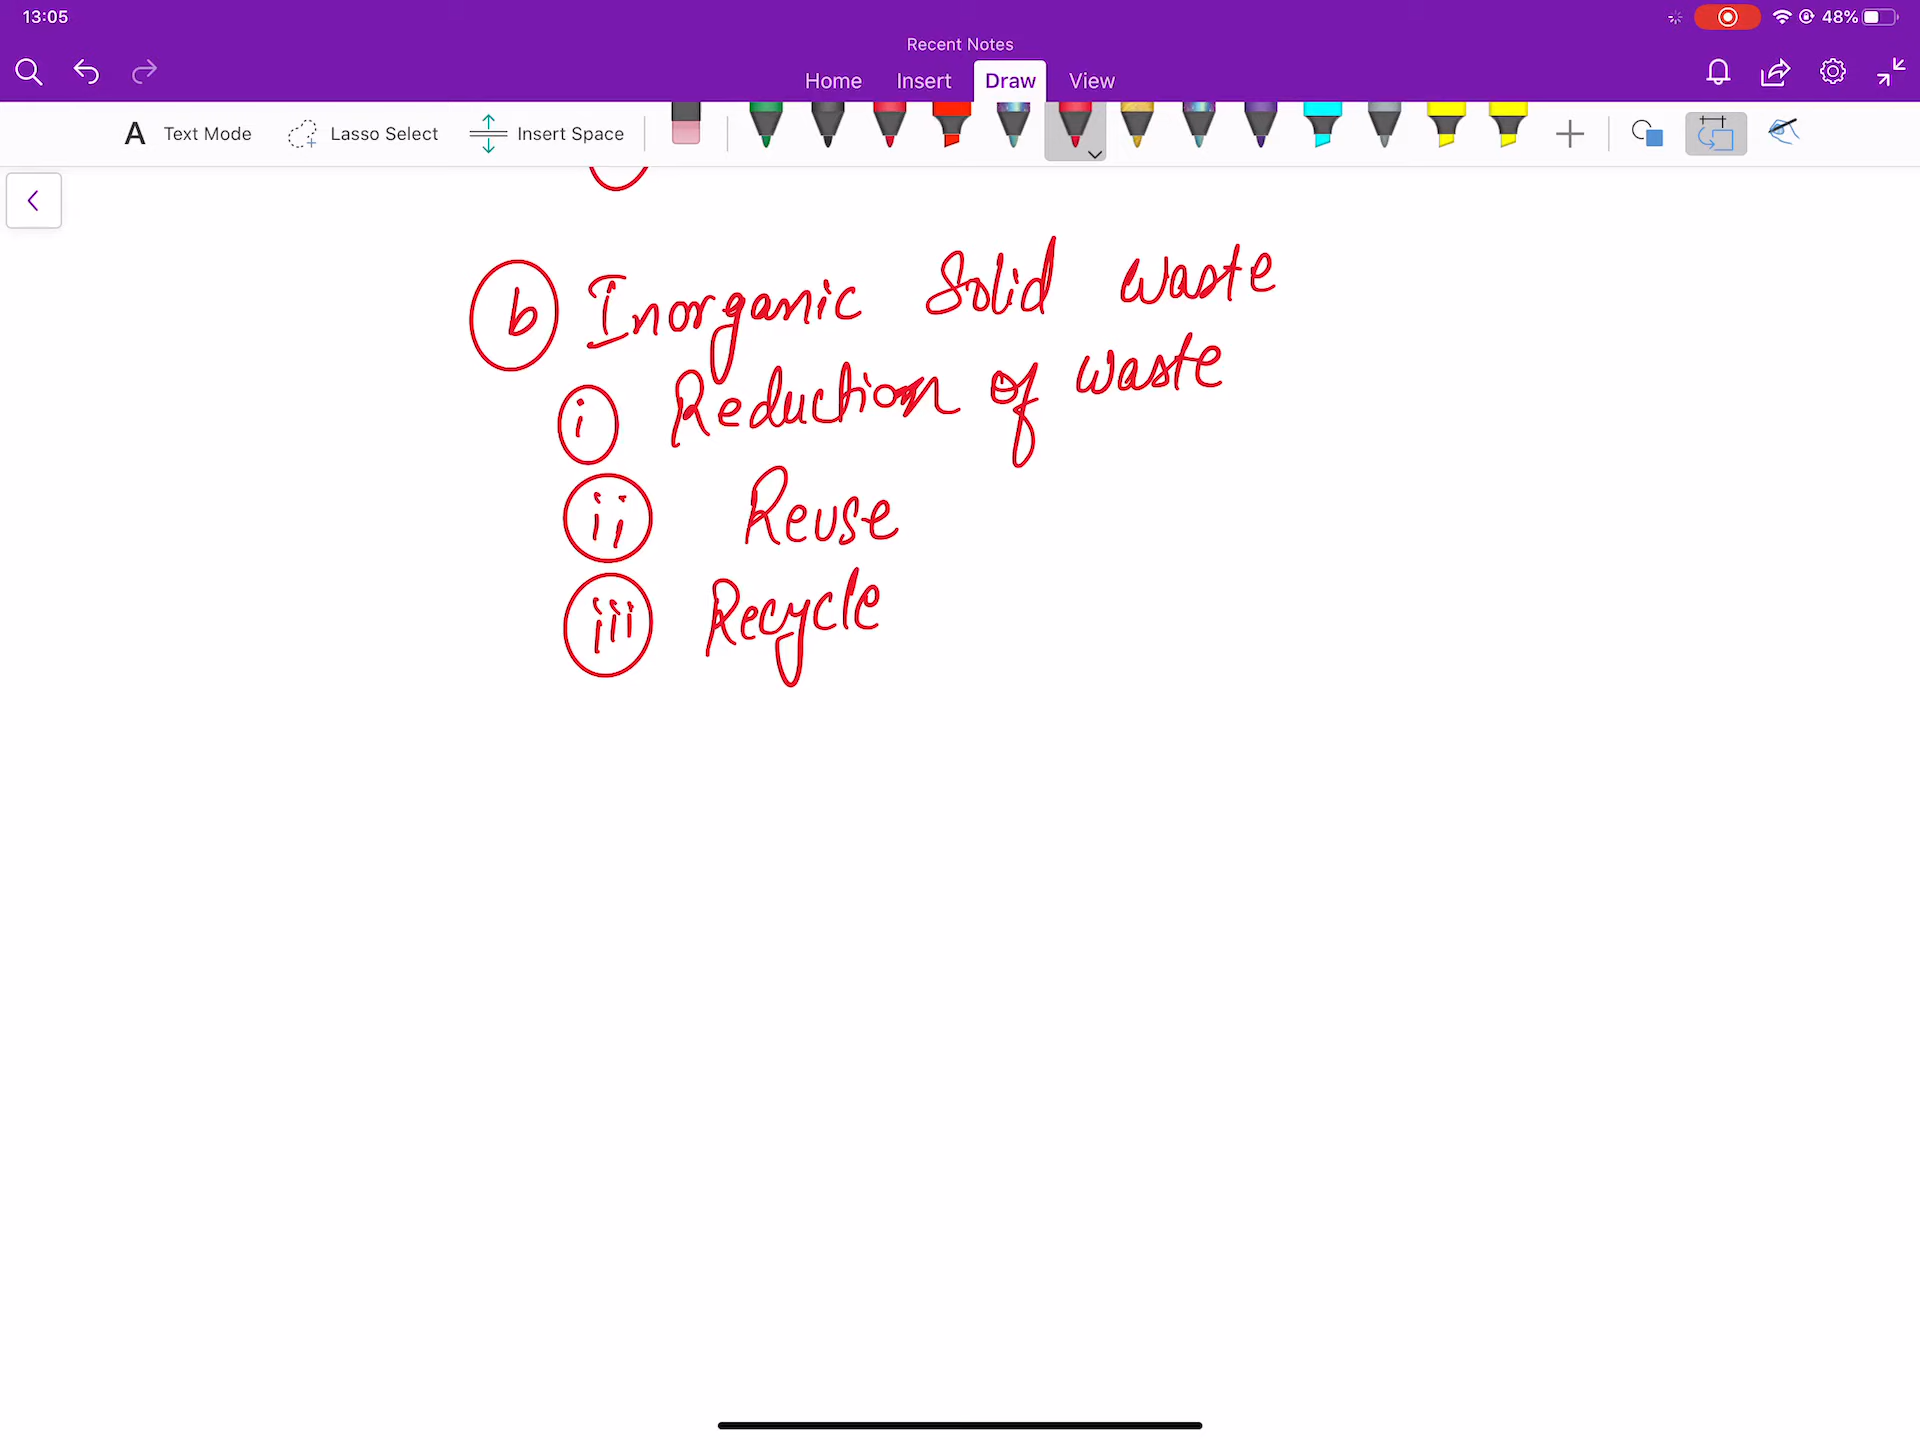 13:05
48%
Recent Notes
Home Insert Draw View
A Text Mode Lasso Select Insert Space
b Inorganic Solid waste
i Reduction of waste
ii Reuse
iii Recycle